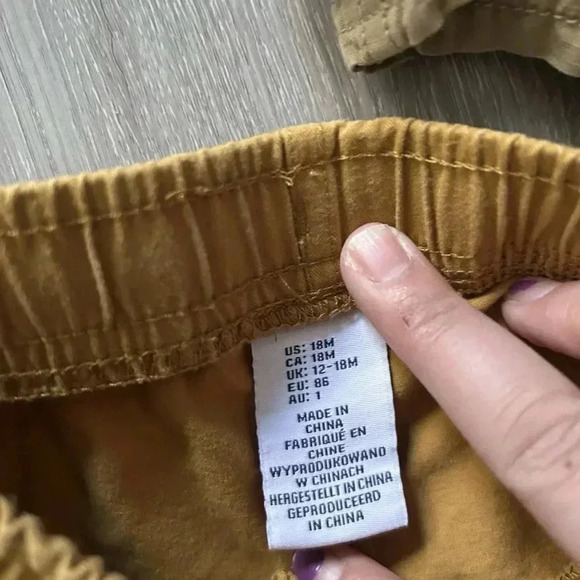 US: 18M
CA: 18M
UK: 12-18M
EU: 86
AU: 1
MADE IN
CHINA
FABRIQUÉ EN
CHINE
WYPRODUKOWANO
W CHINACH
HERGESTELLT IN CHINA
GEPRODUCEERD
IN CHINA